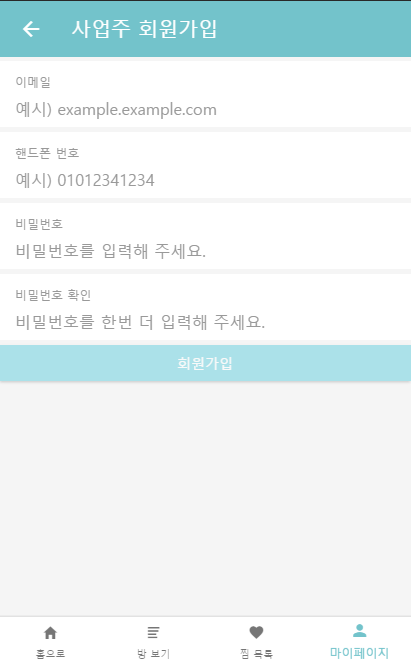 사업주 회원가입
이메일
예시) example.example.com
핸드폰 번호
예시) 01012341234
비밀번호
비밀번호를 입력해 주세요.
비밀번호 확인
비밀번호를 한번 더 입력해 주세요.
회원가입
홈으로 방 보기 찜 목록 마이페이지